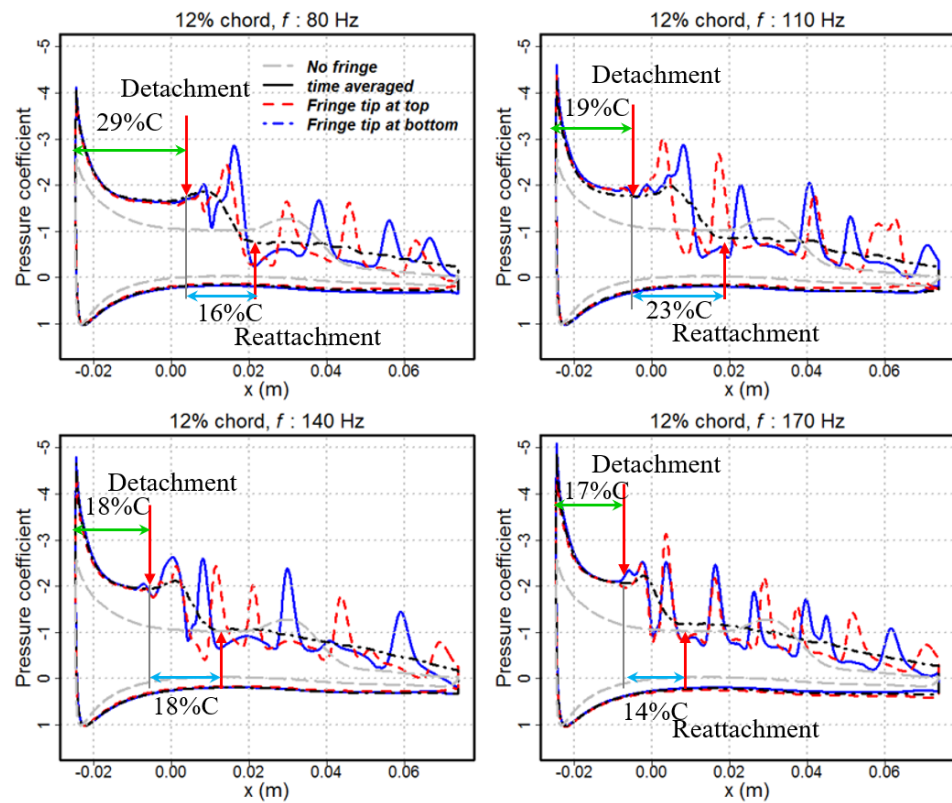 12% chord, f : 80 Hz
Pressure coefficient
-5
-4
-3
-2
-1
0
1
No fringe
time averaged
Fringe tip at top
Fringe tip at bottom
Detachment
29%C
16%C
Reattachment
-0.02
0.00
0.02
0.04
0.06
x (m)
12% chord, f : 110 Hz
Pressure coefficient
-5
-4
-3
-2
-1
0
1
Detachment
19%C
23%C
Reattachment
-0.02
0.00
0.02
0.04
0.06
x (m)
12% chord, f : 140 Hz
Pressure coefficient
-5
-4
-3
-2
-1
0
1
Detachment
18%C
18%C
-0.02
0.00
0.02
0.04
0.06
x (m)
12% chord, f : 170 Hz
Pressure coefficient
-5
-4
-3
-2
-1
0
1
Detachment
17%C
14%C
Reattachment
-0.02
0.00
0.02
0.04
0.06
x (m)